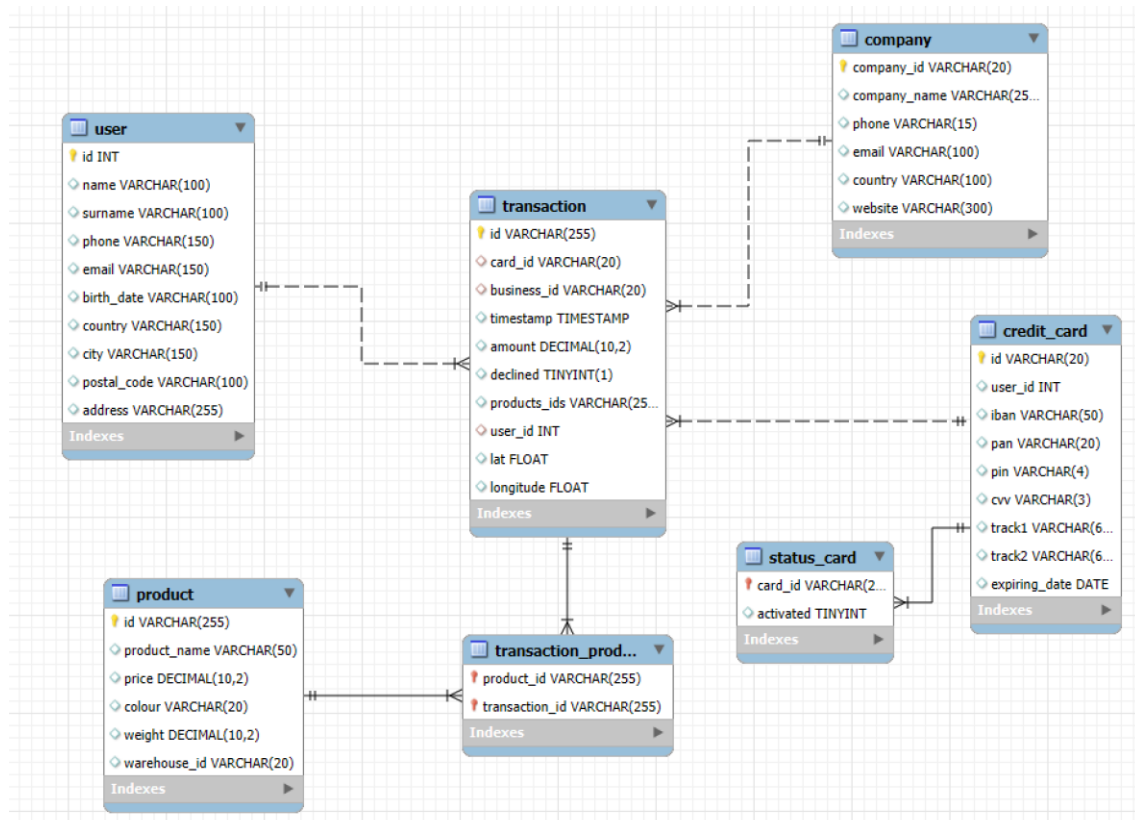 company
company_id VARCHAR(20)
company_name VARCHAR(25...
phone VARCHAR(15)
email VARCHAR(100)
country VARCHAR(100)
website VARCHAR(300)
Indexes
user
id INT
name VARCHAR(100)
surname VARCHAR(100)
phone VARCHAR(150)
email VARCHAR(150)
birth_date VARCHAR(100)
country VARCHAR(150)
city VARCHAR(150)
postal_code VARCHAR(100)
address VARCHAR(255)
Indexes
transaction
id VARCHAR(255)
card_id VARCHAR(20)
business_id VARCHAR(20)
timestamp TIMESTAMP
amount DECIMAL(10,2)
declined TINYINT(1)
products_ids VARCHAR(25...
user_id INT
lat FLOAT
longitude FLOAT
Indexes
credit_card
id VARCHAR(20)
user_id INT
iban VARCHAR(50)
pan VARCHAR(20)
pin VARCHAR(4)
cvv VARCHAR(3)
track1 VARCHAR(6...
track2 VARCHAR(6...
expiring_date DATE
Indexes
status_card
card_id VARCHAR(2...
activated TINYINT
Indexes
product
id VARCHAR(255)
product_name VARCHAR(50)
price DECIMAL(10,2)
colour VARCHAR(20)
weight DECIMAL(10,2)
warehouse_id VARCHAR(20)
Indexes
transaction_prod...
product_id VARCHAR(255)
transaction_id VARCHAR(255)
Indexes